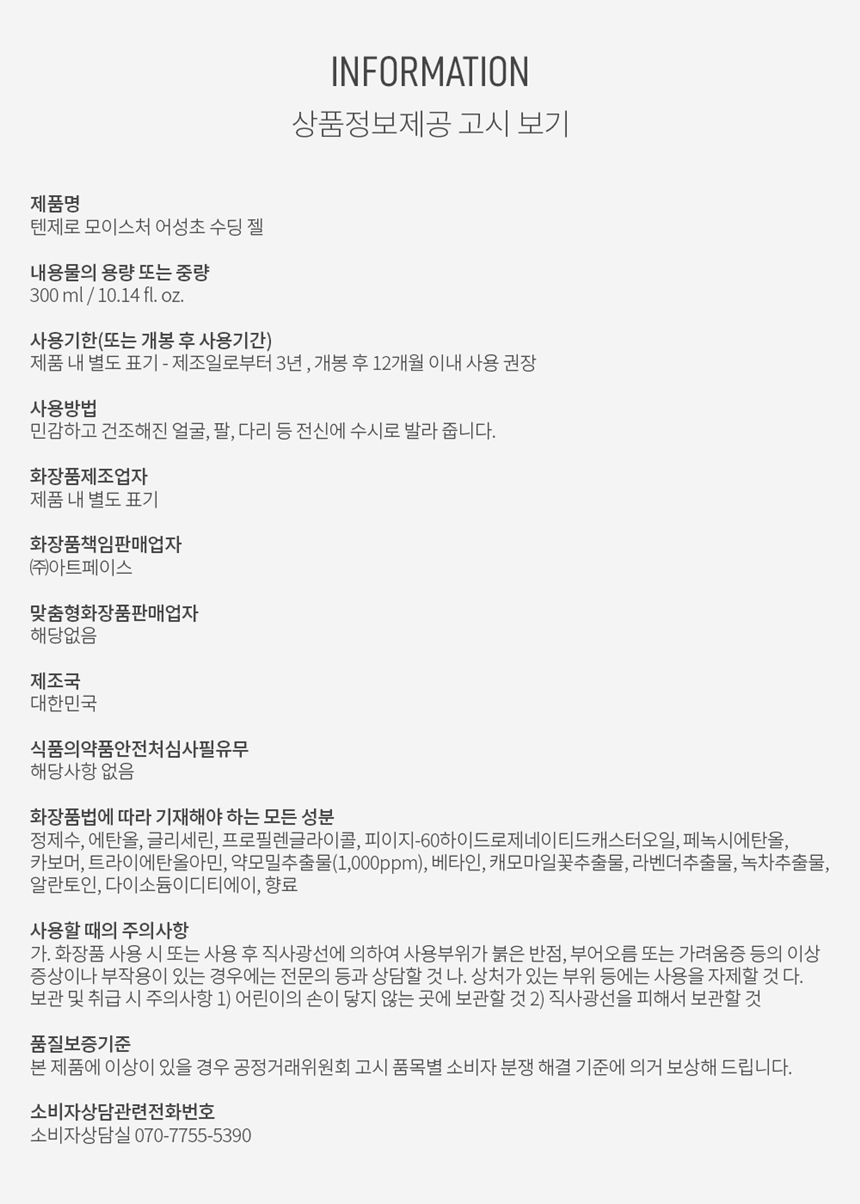 INFORMATION
상품정보제공 고시 보기
제품명
텐제로 모이스처 어성초 수딩 젤
내용물의 용량 또는 중량
300 ml / 10.14 fl. oz.
사용기한(또는 개봉 후 사용기간)
제품 내 별도 표기 - 제조일로부터 3년 , 개봉 후 12개월 이내 사용 권장
사용방법
민감하고 건조해진 얼굴, 팔, 다리 등 전신에 수시로 발라 줍니다.
화장품제조업자
제품 내 별도 표기
화장품책임판매업자
㈜아트페이스
맞춤형화장품판매업자
해당없음
제조국
대한민국
식품의약품안전처심사필유무
해당사항 없음
화장품법에 따라 기재해야 하는 모든 성분
정제수, 에탄올, 글리세린, 프로필렌글라이콜, 피이지-60하이드로제네이티드캐스터오일, 페녹시에탄올,
카보머, 트라이에탄올아민, 약모밀추출물(1,000ppm), 베타인, 캐모마일꽃추출물, 라벤더추출물, 녹차추출물,
알란토인, 다이소듐이디티에이, 향료
사용할 때의 주의사항
가. 화장품 사용 시 또는 사용 후 직사광선에 의하여 사용부위가 붉은 반점, 부어오름 또는 가려움증 등의 이상
증상이나 부작용이 있는 경우에는 전문의 등과 상담할 것 나. 상처가 있는 부위 등에는 사용을 자제할 것 다.
보관 및 취급 시 주의사항 1) 어린이의 손이 닿지 않는 곳에 보관할 것 2) 직사광선을 피해서 보관할 것
품질보증기준
본 제품에 이상이 있을 경우 공정거래위원회 고시 품목별 소비자 분쟁 해결 기준에 의거 보상해 드립니다.
소비자상담관련전화번호
소비자상담실 070-7755-5390